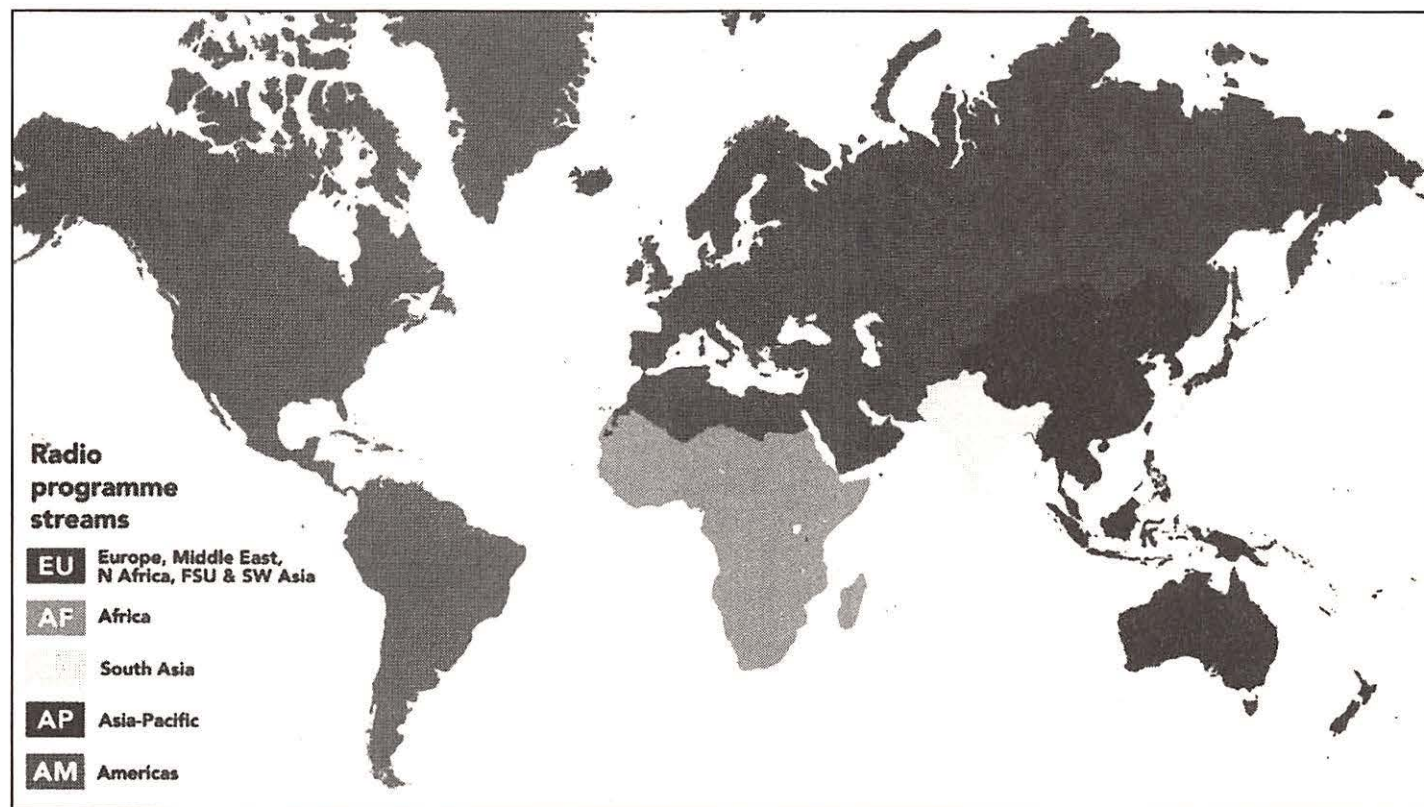 Radio
programme
streams
EU Europe, Middle East,
N Africa, FSU & SW Asia
AF Africa
South Asia
AP Asia-Pacific
AM Americas